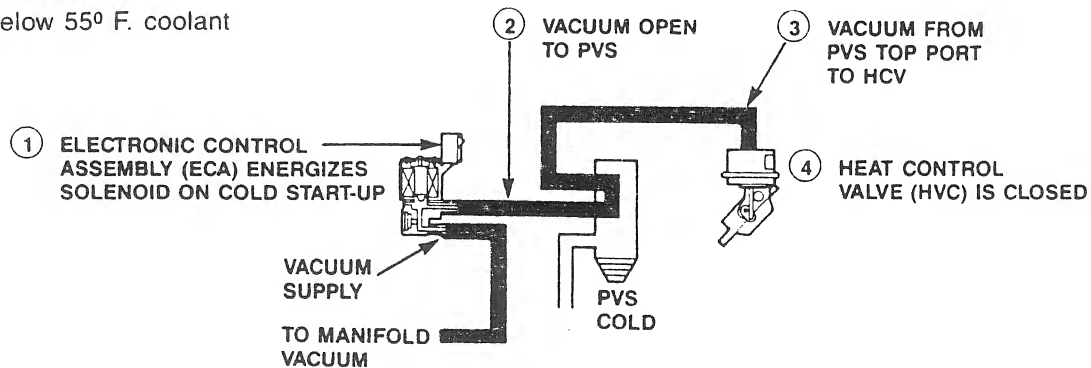 elow 55º F. coolant
① ELECTRONIC CONTROL
ASSEMBLY (ECA) ENERGIZES
SOLENOID ON COLD START-UP
② VACUUM OPEN
TO PVS
③ VACUUM FROM
PVS TOP PORT
TO HCV
④ HEAT CONTROL
VALVE (HVC) IS CLOSED
VACUUM
SUPPLY
TO MANIFOLD
VACUUM
PVS
COLD